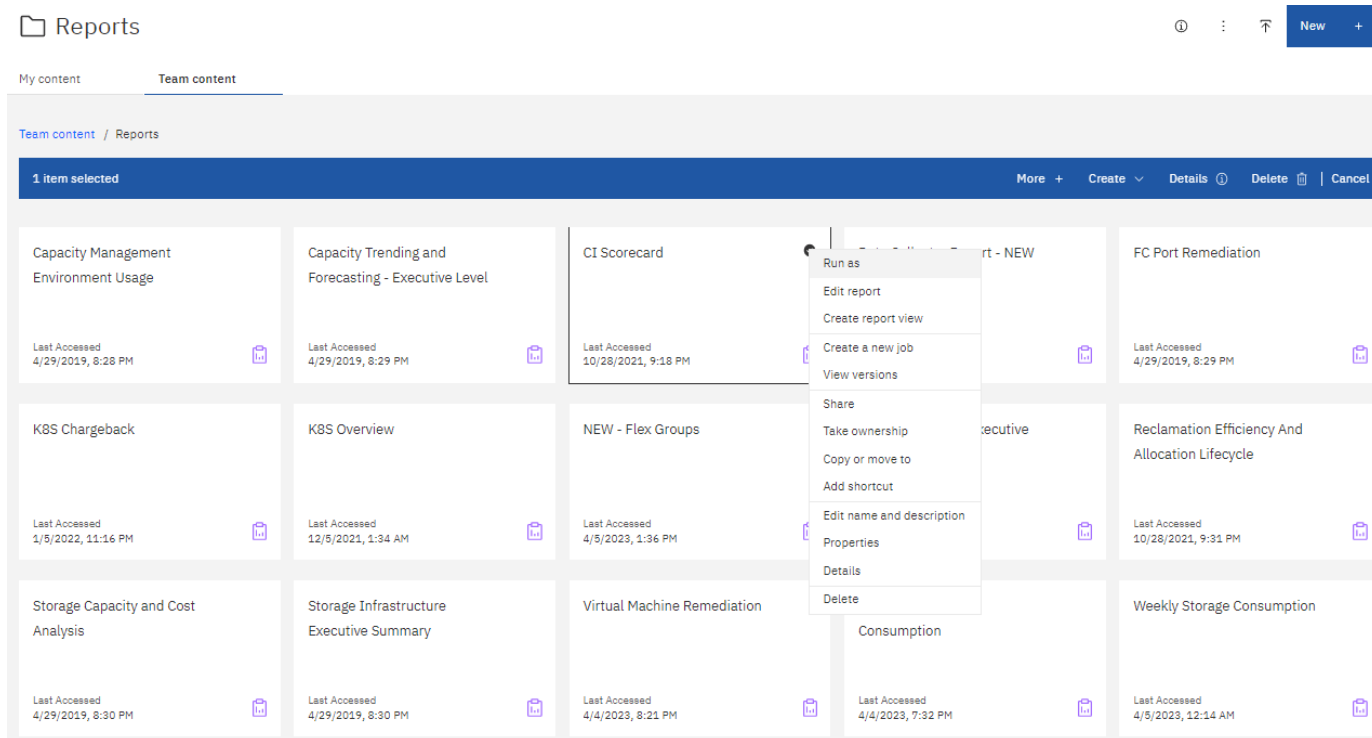 Reports
New +
My content
Team content
Team content / Reports
1 item selected
More +
Create
Details
Delete
Cancel
Capacity Management
Environment Usage
Last Accessed
4/29/2019, 8:28 PM
Capacity Trending and
Forecasting - Executive Level
Last Accessed
4/29/2019, 8:29 PM
CI Scorecard
Last Accessed
10/28/2021, 9:18 PM
- NEW
FC Port Remediation
Last Accessed
4/29/2019, 8:29 PM
Run as
Edit report
Create report view
Create a new job
View versions
Share
Take ownership
Copy or move to
Add shortcut
Edit name and description
Properties
Details
Delete
K8S Chargeback
Last Accessed
1/5/2022, 11:16 PM
K8S Overview
Last Accessed
12/5/2021, 1:34 AM
NEW - Flex Groups
Last Accessed
4/5/2023, 1:36 PM
Reclamation Efficiency And
Allocation Lifecycle
Last Accessed
10/28/2021, 9:31 PM
Storage Capacity and Cost
Analysis
Last Accessed
4/29/2019, 8:30 PM
Storage Infrastructure
Executive Summary
Last Accessed
4/29/2019, 8:30 PM
Virtual Machine Remediation
Last Accessed
4/4/2023, 8:21 PM
Consumption
Last Accessed
4/4/2023, 7:32 PM
Weekly Storage Consumption
Last Accessed
4/5/2023, 12:14 AM